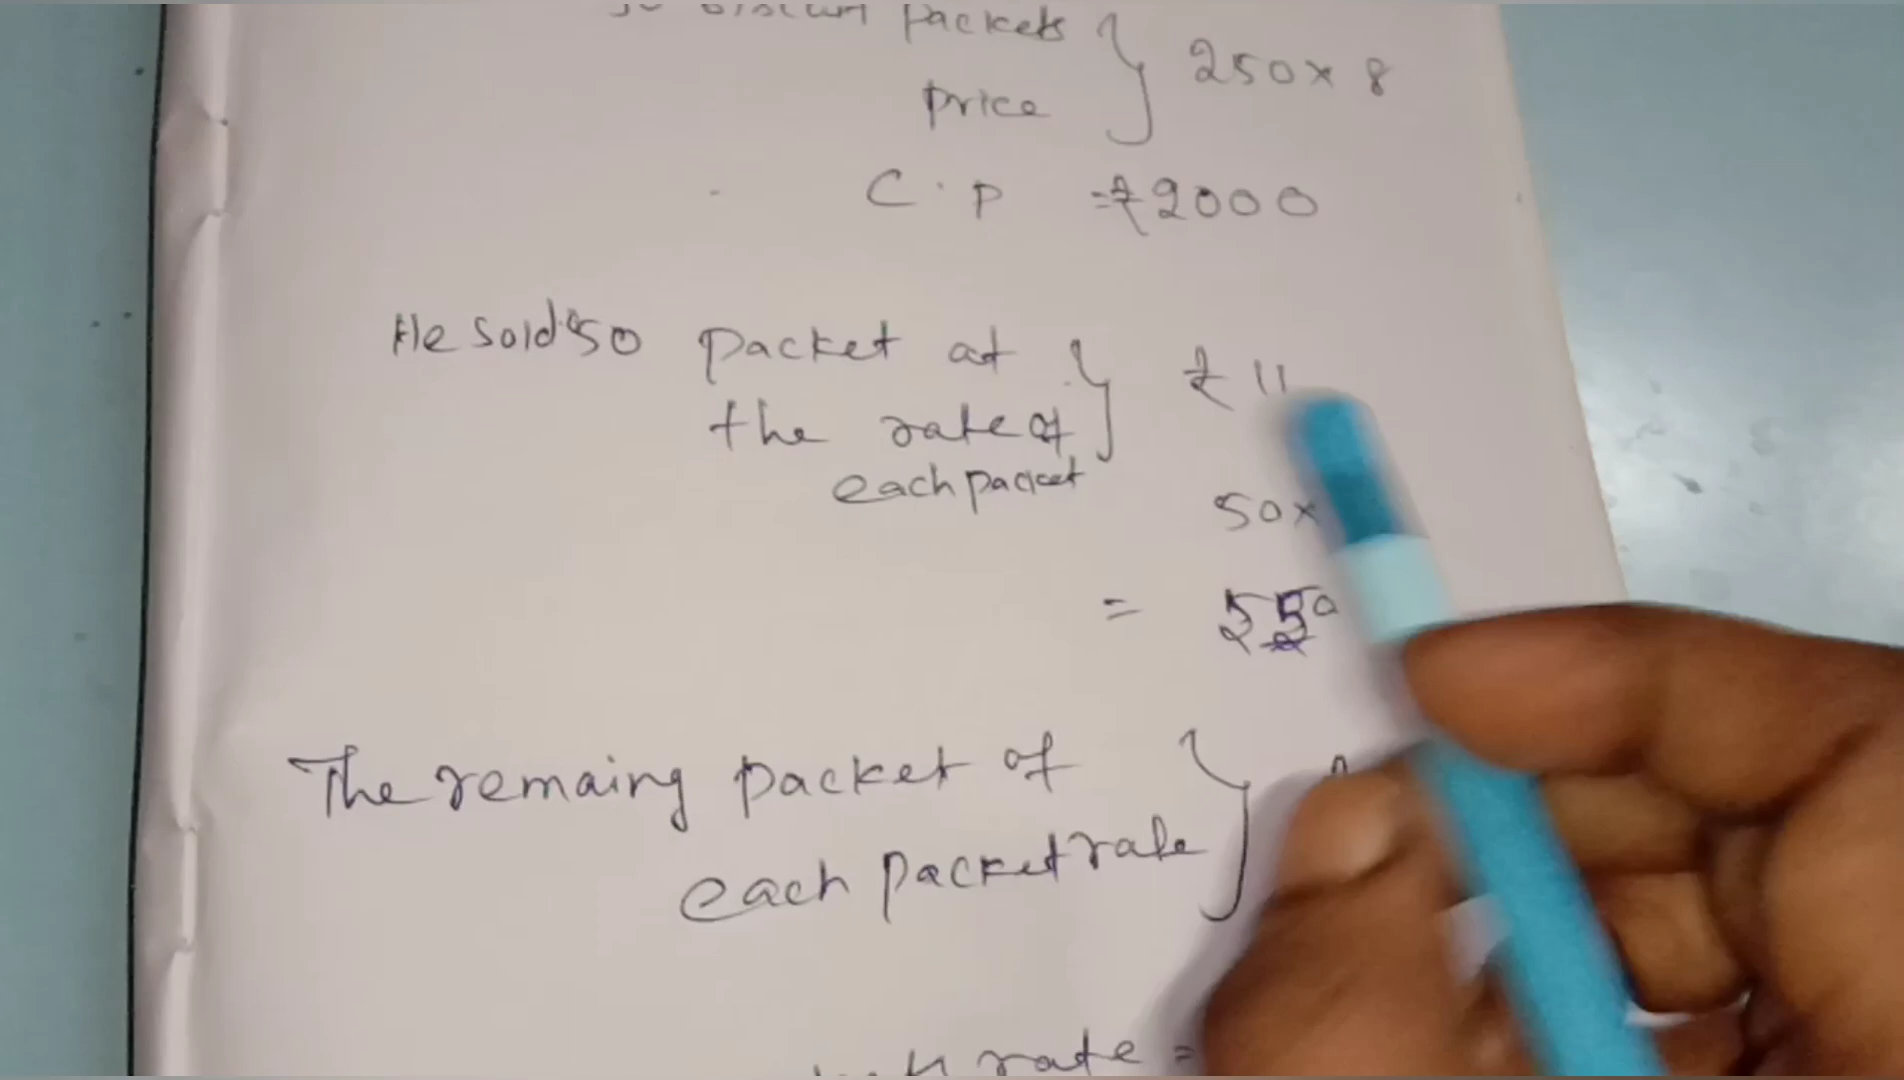 packets
price } 250 x 8
C.P = ₹2000
He sold 50 packet at
the rate of } ₹ 11
each packet
50x
= 550
The remaing packet of
each packet rate }
rate =